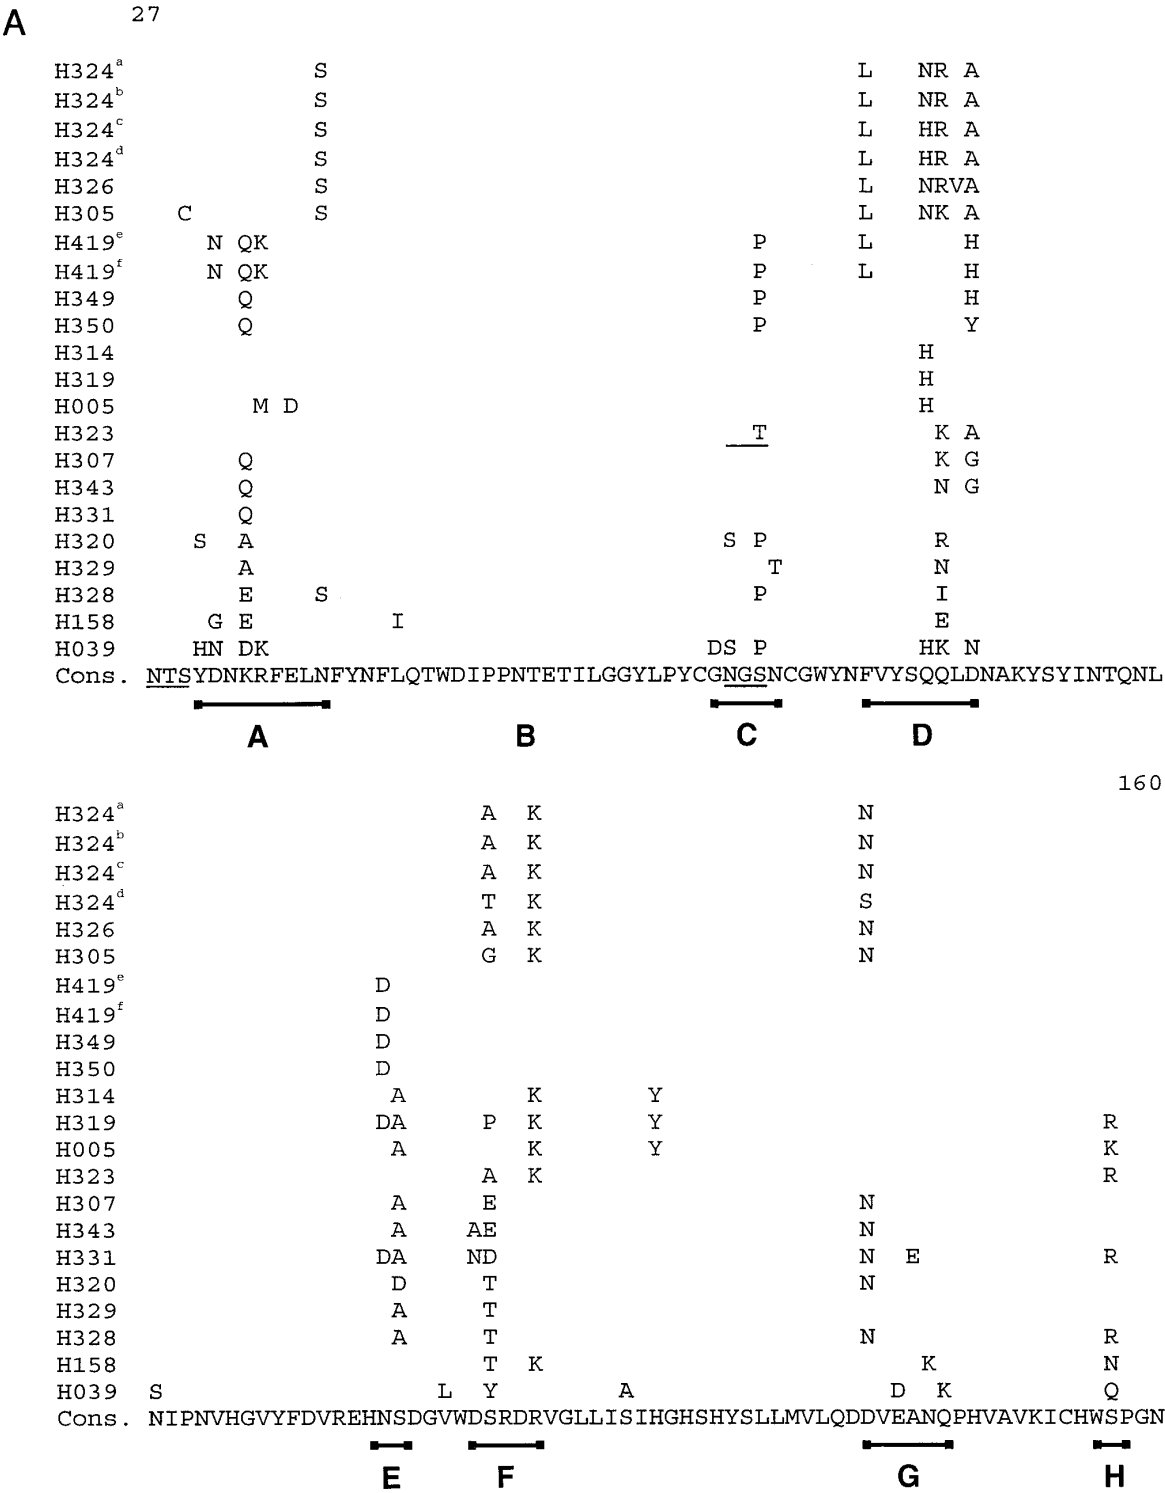 A 27
H324a S L NR A
H324b S L NR A
H324c S L HR A
H324d S L HR A
H326 S L NRVA
H305 C S L NK A
H419e N QK P L H
H419f N QK P L H
H349 Q P H
H350 Q P Y
H314 H
H319 H
H005 M D H
H323 T K A
H307 Q K G
H343 Q N G
H331 Q
H320 S A S P R
H329 A T N
H328 E S P I
H158 G E I E
H039 HN DK DS P HK N
Cons. NTSYDNKRFELNFYNFLQTWDIPPNTETILGGYLPYCGNGSNCGWYNFVYSQQLDNAKYSYINTQNL
A B C D
160
H324a A K N
H324b A K N
H324c A K N
H324d T K S
H326 A K N
H305 G K N
H419e D
H419f D
H349 D
H350 D
H314 A K Y
H319 DA P K Y R
H005 A K Y K
H323 A K R
H307 A E N
H343 A AE N
H331 DA ND N E R
H320 D T N
H329 A T
H328 A T N R
H158 T K K N
H039 S L Y A D K Q
Cons. NIPNVHGVYFDVREHNSDGVWDSRDRVGLLISIHGHSHYSLLMVLQDDVEANQPHVAVKICHWSPGN
E F G H